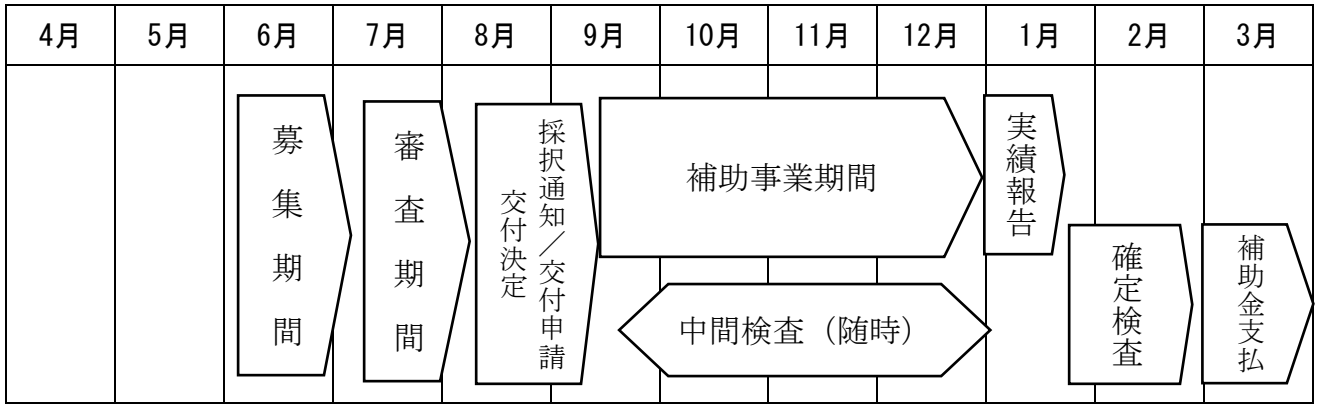 4月 5月 6月 7月 8月 9月 10月 11月 12月 1月 2月 3月
募集期間
審査期間
採択通知／交付申請
交付決定
補助事業期間
中間検査（随時）
実績報告
確定検査
補助金支払